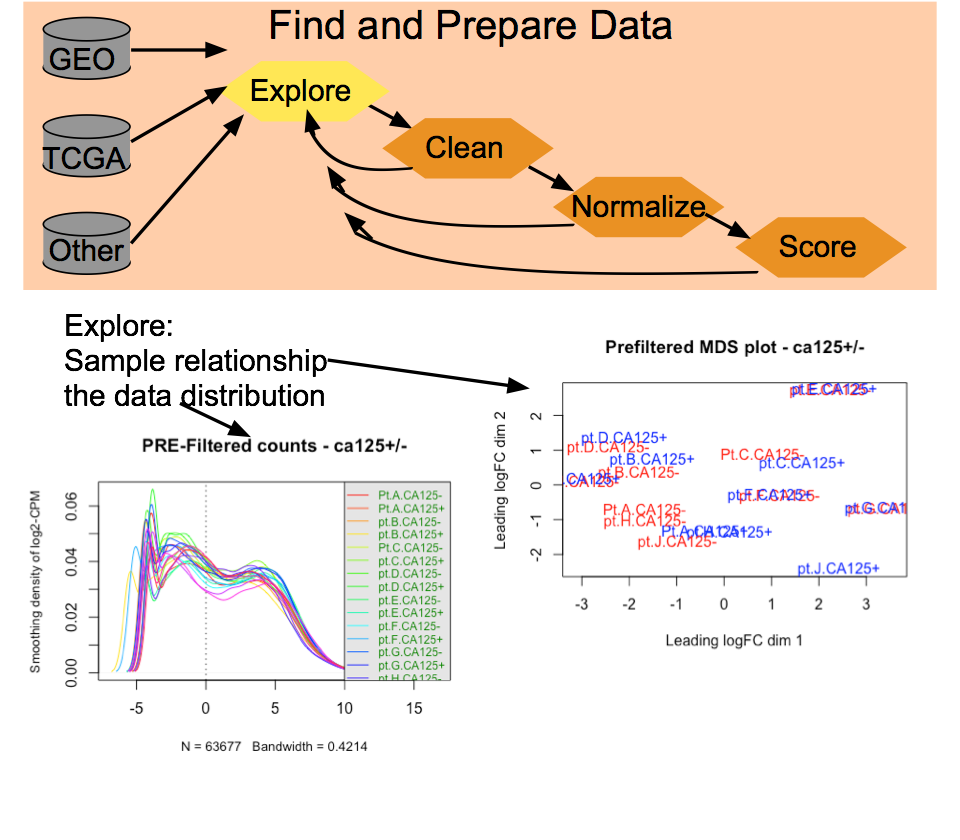 Find and Prepare Data
GEO
TCGA
Other
Explore
Clean
Normalize
Score
Explore:
Sample relationship
the data distribution
PRE-Filtered counts - ca125+/-
Smoothing density of log2-CPM
0.00 0.02 0.04 0.06
-5 0 5 10 15
N = 63677 Bandwidth = 0.4214
Pt.A.CA125-
Pt.A.CA125+
pt.B.CA125-
pt.B.CA125+
Pt.C.CA125-
pt.C.CA125+
pt.D.CA125-
pt.D.CA125+
pt.E.CA125-
pt.E.CA125+
pt.F.CA125-
pt.F.CA125+
pt.G.CA125-
pt.G.CA125+
pt.H.CA125-
Prefiltered MDS plot - ca125+/-
Leading logFC dim 2
-2 -1 0 1 2
pt.E.CA125+
pt.D.CA125+
pt.D.CA125-
pt.B.CA125+
pt.B.CA125-
Pt.C.CA125-
pt.C.CA125+
.CA125+
.CA125-
pt.F.CA125+
pt.F.CA125-
pt.G.CA1
Pt.A.CA125-
pt.H.CA125-
Pt.A.CA125+
pt.H.CA125+
pt.J.CA125-
pt.J.CA125+
-3 -2 -1 0 1 2 3
Leading logFC dim 1